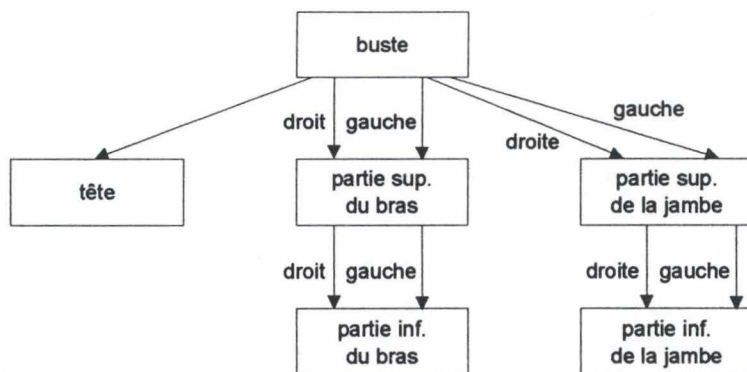 buste
droit
gauche
droite
gauche
tête
partie sup.
du bras
partie sup.
de la jambe
droit
gauche
droite
gauche
partie inf.
du bras
partie inf.
de la jambe